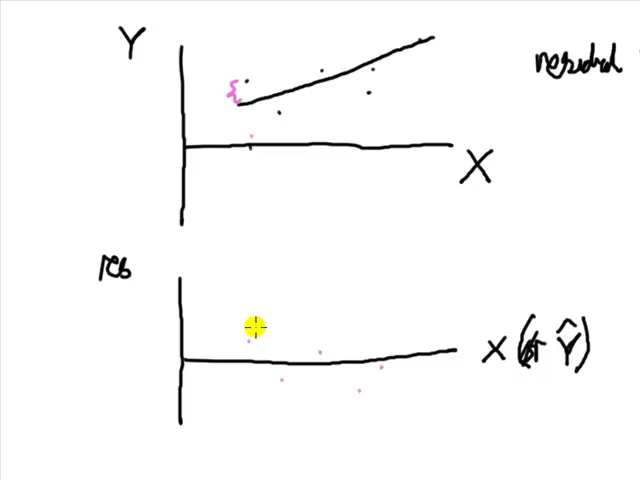 Y
residual
X
res
X (or Ŷ)